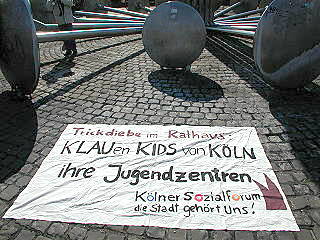 Trickdiebe im Rathaus:
KLAUen KIDS von KÖLN
ihre Jugendzentren
Kölner Sozialforum
die Stadt gehört Uns!